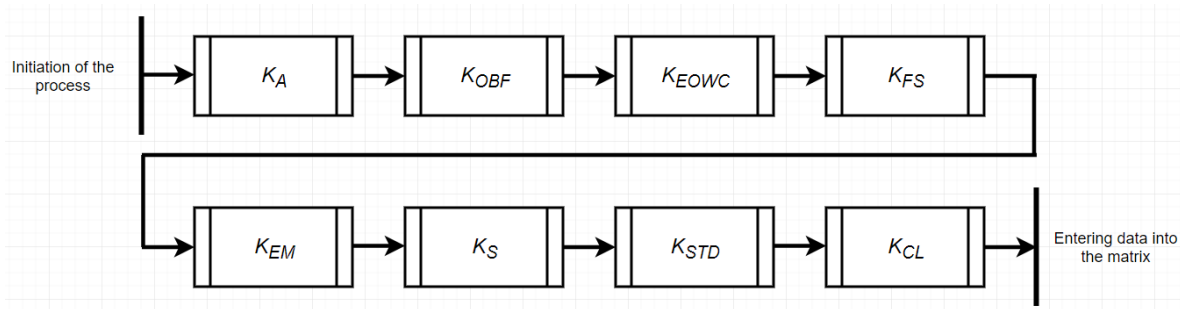 Initiation of the
process
K_A
K_OBF
K_EOWC
K_FS
K_EM
K_S
K_STD
K_CL
Entering data into
the matrix